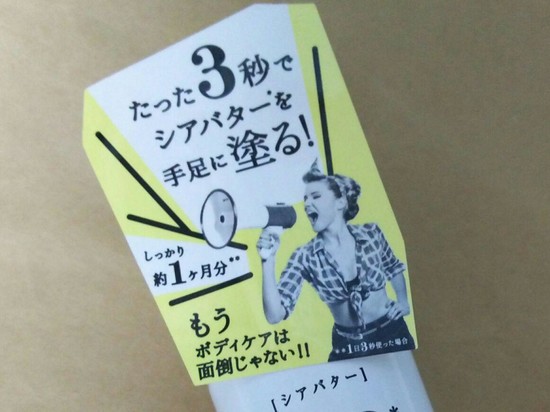 たった3秒で
シアバター*を
手足に塗る!
しっかり
約1ヶ月分**
もう
ボディケアは
面倒じゃない!!
**1日3秒使った場合
[シアバター]